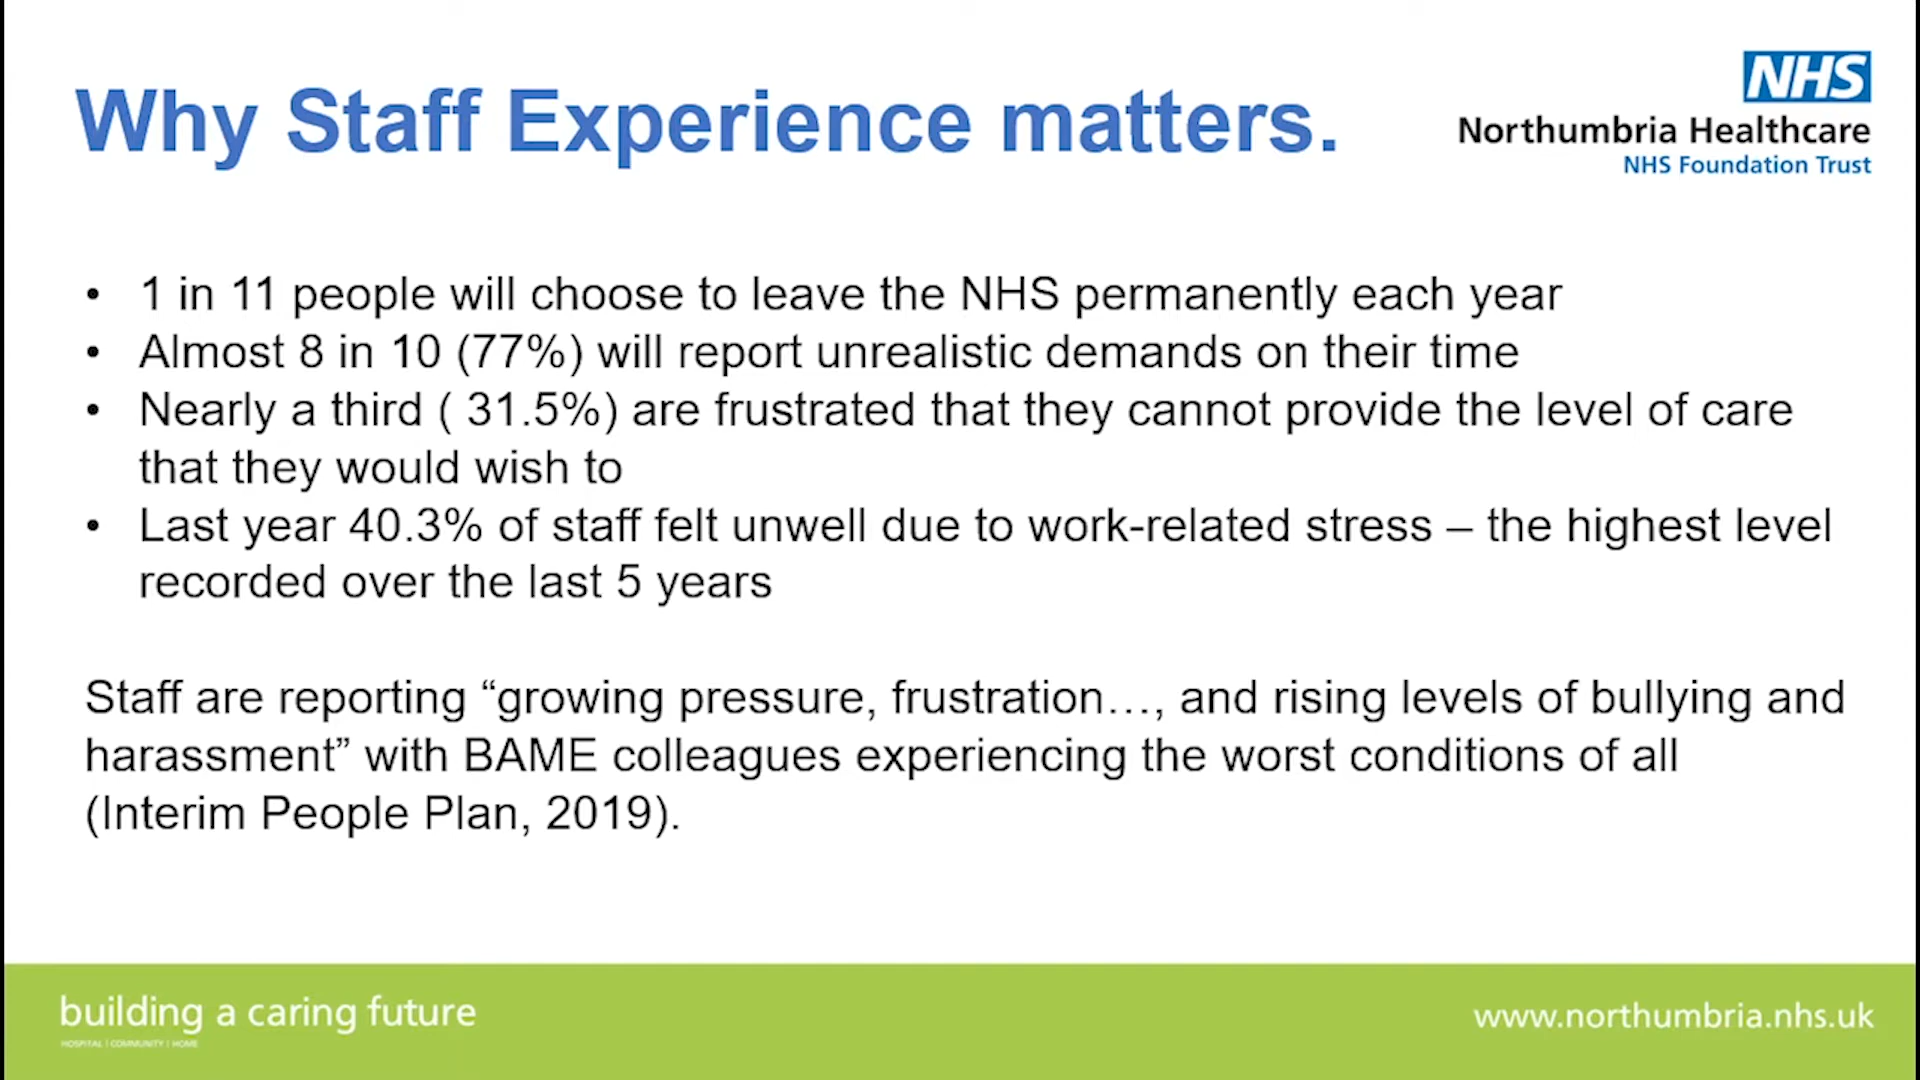 Why Staff Experience matters.
NHS
Northumbria Healthcare
NHS Foundation Trust
• 1 in 11 people will choose to leave the NHS permanently each year
• Almost 8 in 10 (77%) will report unrealistic demands on their time
• Nearly a third ( 31.5%) are frustrated that they cannot provide the level of care
that they would wish to
• Last year 40.3% of staff felt unwell due to work-related stress – the highest level
recorded over the last 5 years
Staff are reporting “growing pressure, frustration…, and rising levels of bullying and
harassment” with BAME colleagues experiencing the worst conditions of all
(Interim People Plan, 2019).
building a caring future
HOSPITAL | COMMUNITY | HOME
www.northumbria.nhs.uk